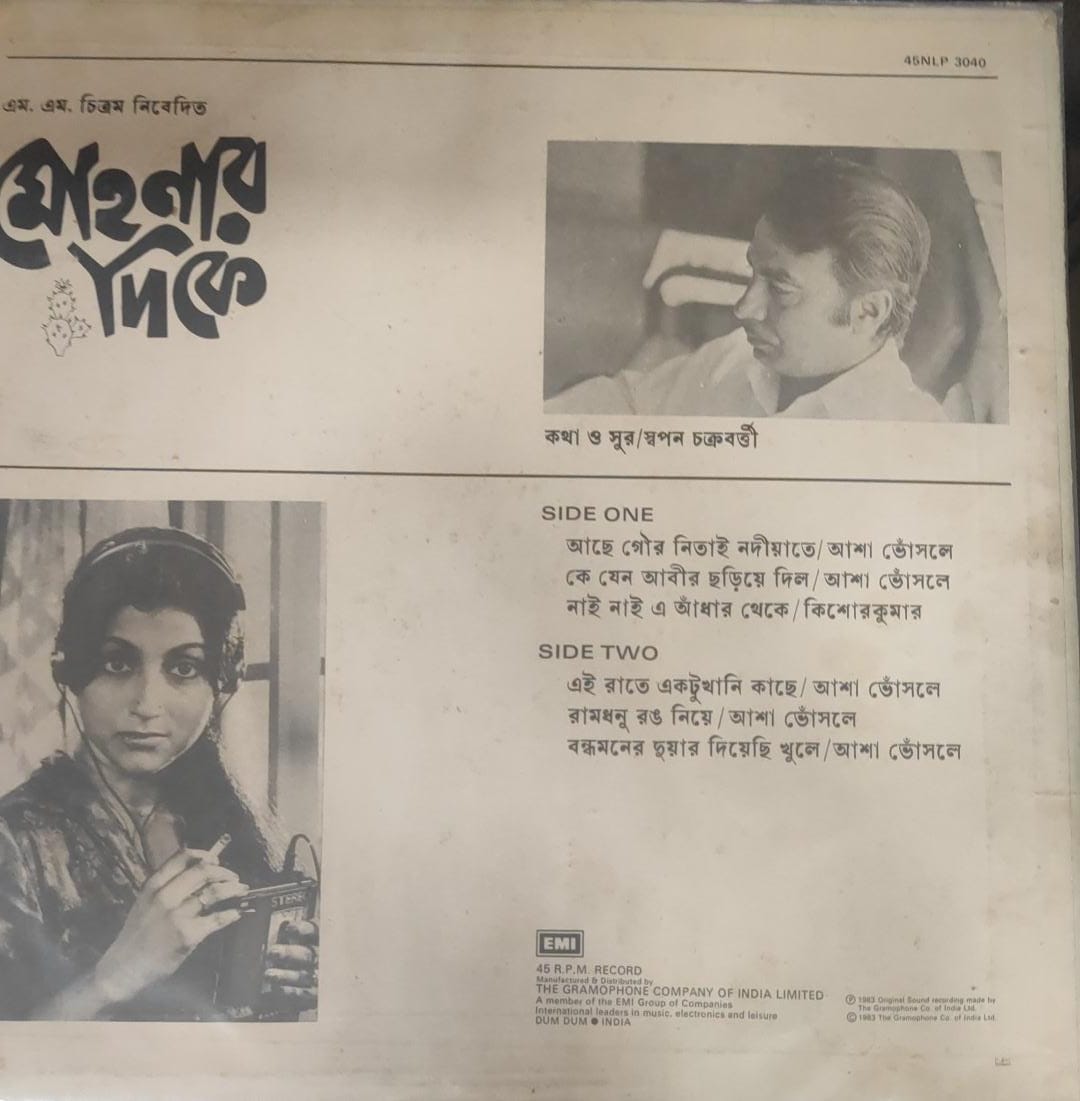 45NLP 3040
এম. এম. চিত্রম নিবেদিত
মোহনার
দিকে
কথা ও সুর/স্বপন চক্রবর্ত্তী
SIDE ONE
আছে গৌর নিতাই নদীয়াতে/আশা ভোঁসলে
কে যেন আবীর ছড়িয়ে দিল/আশা ভোঁসলে
নাই নাই এ আঁধার থেকে/কিশোরকুমার
SIDE TWO
এই রাতে একটুখানি কাছে/আশা ভোঁসলে
রামধনু রঙ নিয়ে/আশা ভোঁসলে
বন্ধমনের দুয়ার দিয়েছি খুলে/আশা ভোঁসলে
STEREO
EMI
45 R.P.M. RECORD
Manufactured & Distributed by
THE GRAMOPHONE COMPANY OF INDIA LIMITED
A member of the EMI Group of Companies
International leaders in music, electronics and leisure
DUM DUM ● INDIA
Ⓟ 1983 Original Sound recording made by
The Gramophone Co. of India Ltd.
© 1983 The Gramophone Co. of India Ltd.